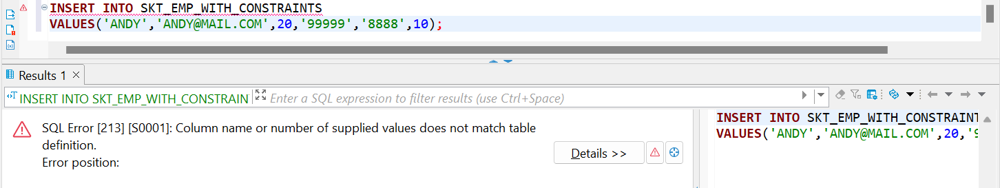 INSERT INTO SKT_EMP_WITH_CONSTRAINTS
VALUES('ANDY','ANDY@MAIL.COM',20,'99999','8888',10);
Results 1
INSERT INTO SKT_EMP_WITH_CONSTRAIN
Enter a SQL expression to filter results (use Ctrl+Space)
SQL Error [213] [S0001]: Column name or number of supplied values does not match table
definition.
Error position:
Details >>
INSERT INTO SKT_EMP_WITH_CONSTRAINT
VALUES('ANDY','ANDY@MAIL.COM',20,'9